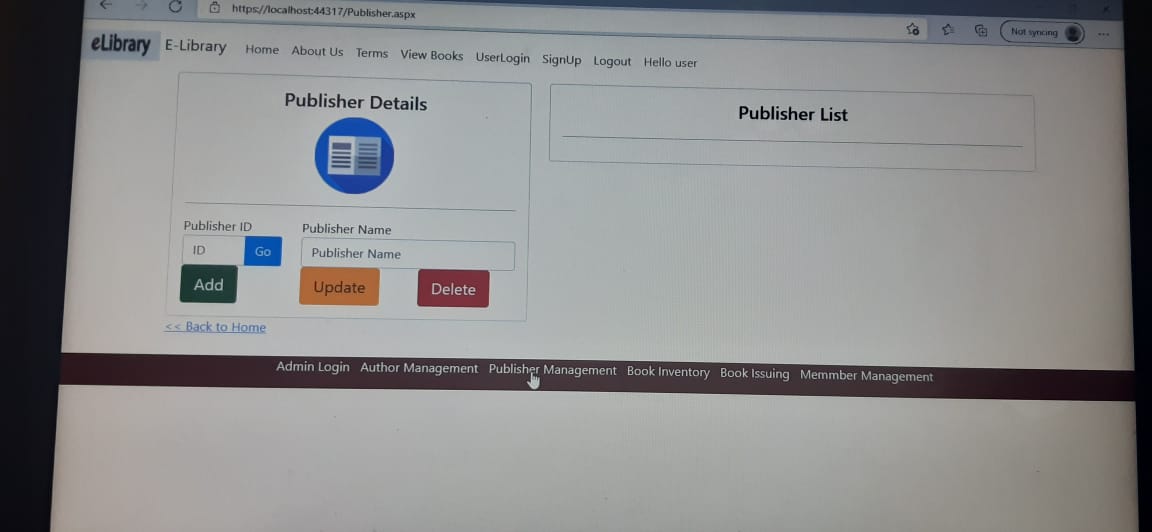 https://localhost:44317/Publisher.aspx
Not syncing
eLibrary E-Library Home About Us Terms View Books UserLogin SignUp Logout Hello user
Publisher Details
Publisher List
Publisher ID Publisher Name
ID Go Publisher Name
Add Update Delete
<< Back to Home
Admin Login Author Management Publisher Management Book Inventory Book Issuing Memmber Management